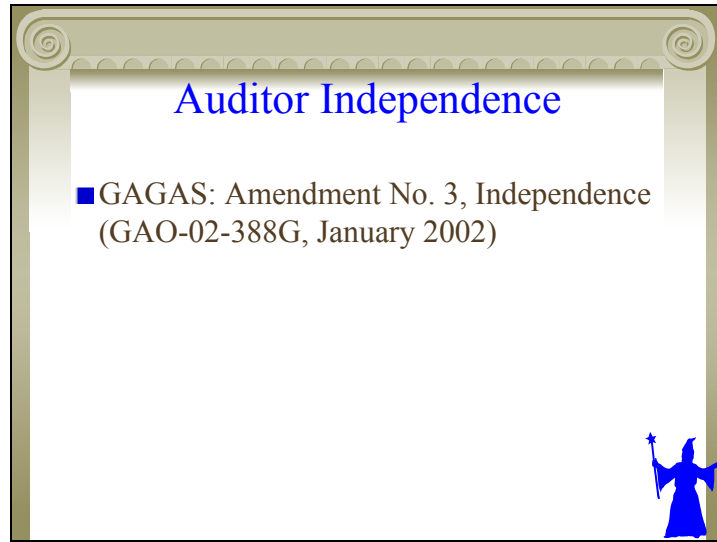 Auditor Independence
GAGAS: Amendment No. 3, Independence
(GAO-02-388G, January 2002)